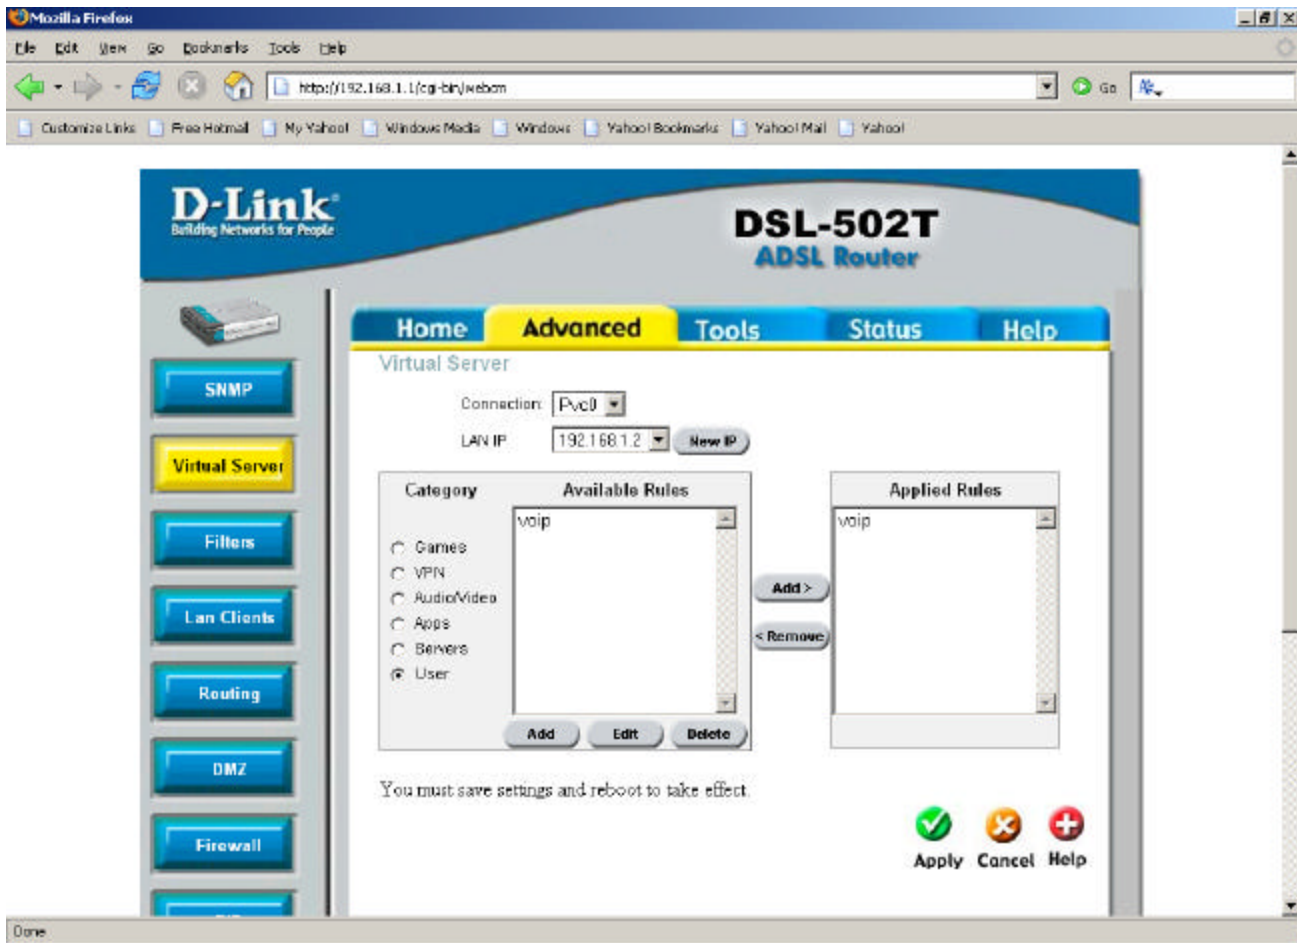 Mozilla Firefox
File Edit View Go Bookmarks Tools Help
http://192.168.1.1/cgi-bin/webcm
Go
Customize Links Free Hotmail My Yahoo! Windows Media Windows Yahoo! Bookmarks Yahoo! Mail Yahoo!
D-Link
Building Networks for People
DSL-502T
ADSL Router
Home Advanced Tools Status Help
SNMP
Virtual Server
Filters
Lan Clients
Routing
DMZ
Firewall
Virtual Server
Connection: Pvc0
LAN IP 192.168.1.2 New IP
Category Available Rules Applied Rules
voip voip
Games
VPN
Audio/Video
Apps
Servers
User
Add >
< Remove
Add Edit Delete
You must save settings and reboot to take effect.
Apply Cancel Help
Done